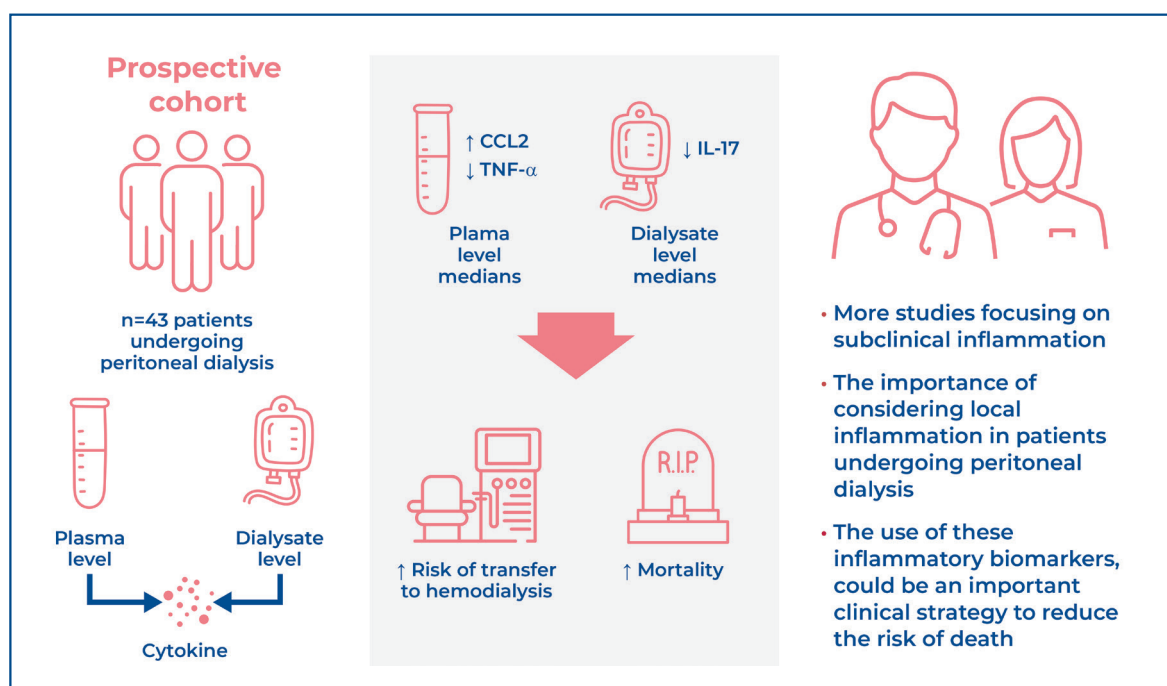 Prospective
cohort
n=43 patients
undergoing
peritoneal dialysis
Plasma
level
Dialysate
level
Cytokine
↑ CCL2
↓ TNF-α
Plama
level
medians
↓ IL-17
Dialysate
level
medians
R.I.P.
↑ Risk of transfer
to hemodialysis
↑ Mortality
• More studies focusing on
subclinical inflammation
• The importance of
considering local
inflammation in patients
undergoing peritoneal
dialysis
• The use of these
inflammatory biomarkers,
could be an important
clinical strategy to reduce
the risk of death